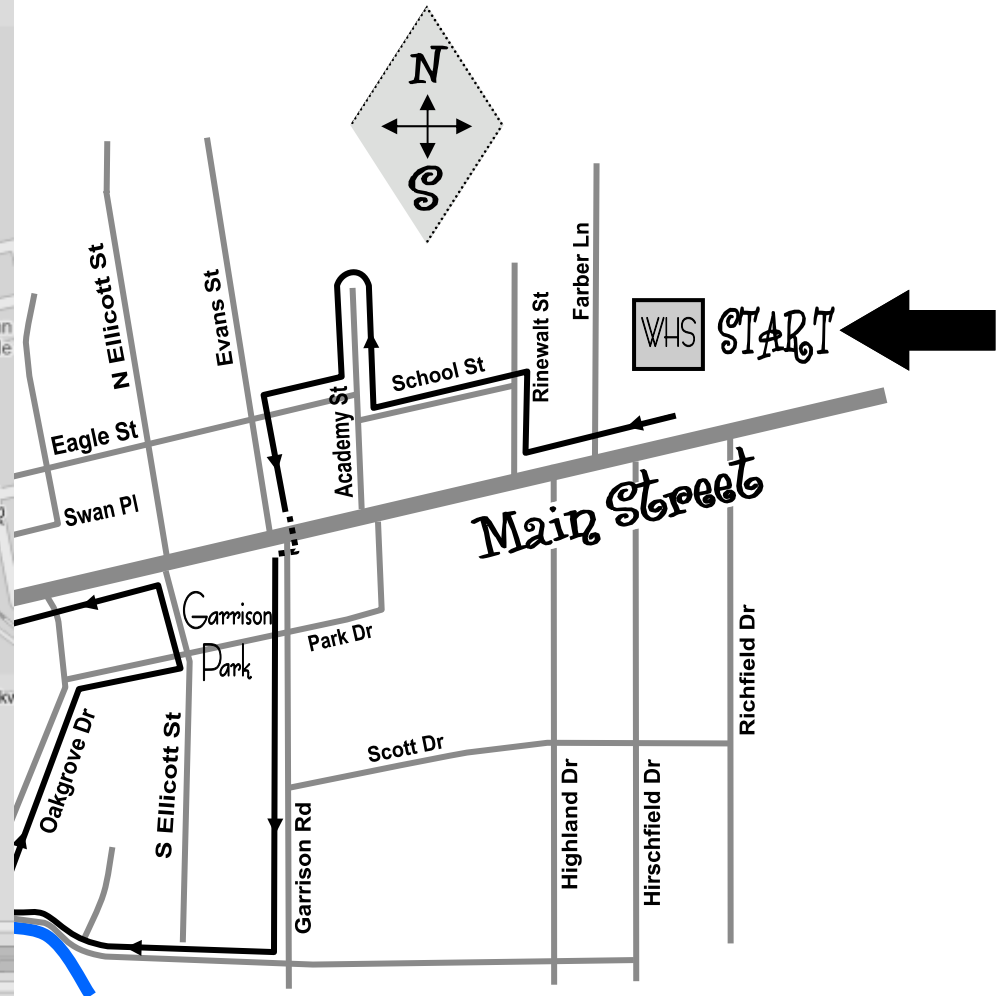 N
S
N Ellicott St
Evans St
Farber Ln
Rinewalt St
WHS
START
School St
Academy St
Eagle St
Swan Pl
Main Street
Garrison
Park
Park Dr
Richfield Dr
Oakgrove Dr
S Ellicott St
Scott Dr
Garrison Rd
Highland Dr
Hirschfield Dr